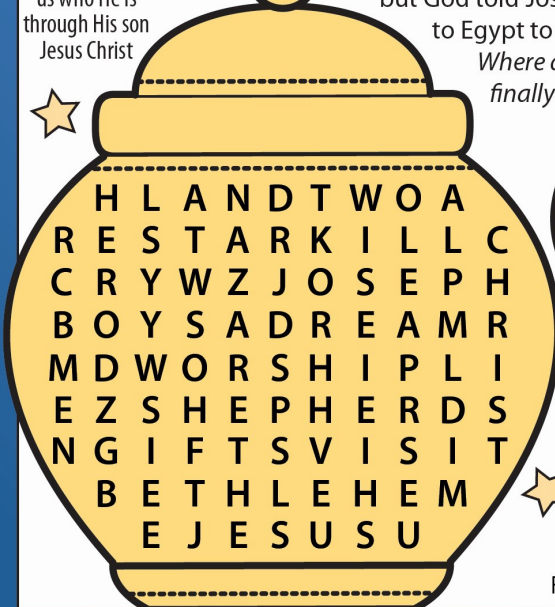 us who He is
through His son
Jesus Christ
but God told Jos
to Egypt to
Where
finally
H L A N D T W O A
R E S T A R K I L L C
C R Y W Z J O S E P H
B O Y S A D R E A M R
M D W O R S H I P L I
E Z S H E P H E R D S
N G I F T S V I S I T
B E T H L E H E M
E J E S U S U